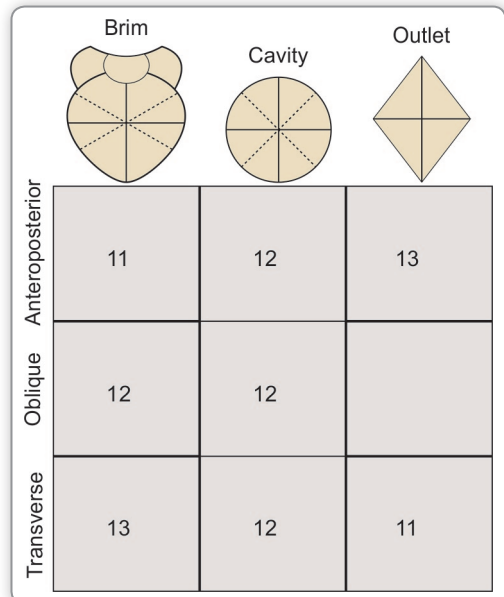 Brim
Cavity
Outlet
Anteroposterior
11
12
13
Oblique
12
12
Transverse
13
12
11